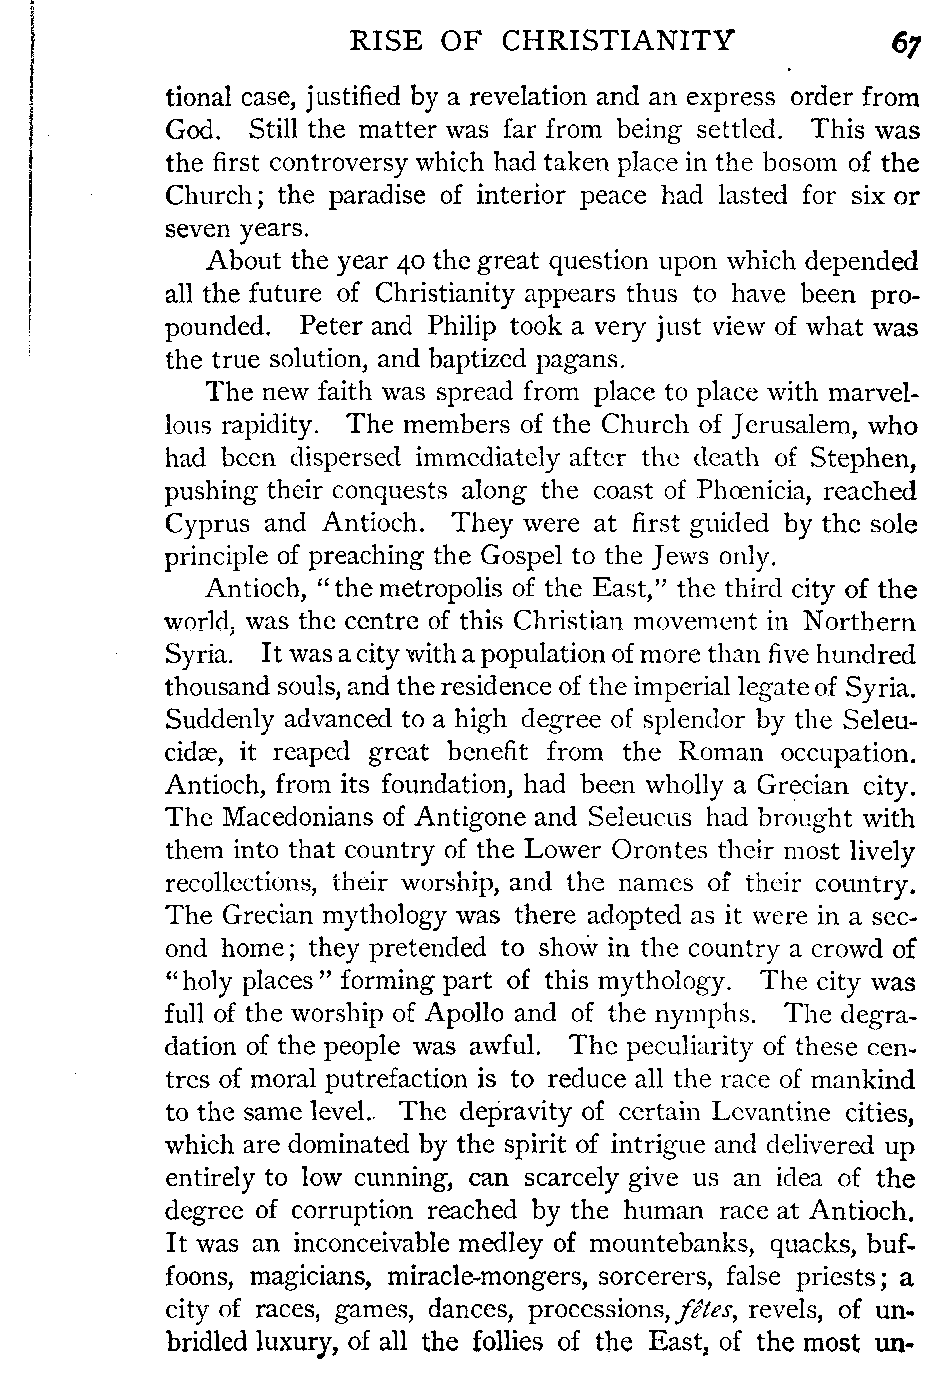 RISE OF CHRISTIANITY 67
tional case, justified by a revelation and an express order from
God. Still the matter was far from being settled. This was
the first controversy which had taken place in the bosom of the
Church; the paradise of interior peace had lasted for six or
seven years.
About the year 40 the great question upon which depended
all the future of Christianity appears thus to have been pro-
pounded. Peter and Philip took a very just view of what was
the true solution, and baptized pagans.
The new faith was spread from place to place with marvel-
lous rapidity. The members of the Church of Jerusalem, who
had been dispersed immediately after the death of Stephen,
pushing their conquests along the coast of Phœnicia, reached
Cyprus and Antioch. They were at first guided by the sole
principle of preaching the Gospel to the Jews only.
Antioch, "the metropolis of the East," the third city of the
world, was the centre of this Christian movement in Northern
Syria. It was a city with a population of more than five hundred
thousand souls, and the residence of the imperial legate of Syria.
Suddenly advanced to a high degree of splendor by the Seleu-
cidæ, it reaped great benefit from the Roman occupation.
Antioch, from its foundation, had been wholly a Grecian city.
The Macedonians of Antigone and Seleucus had brought with
them into that country of the Lower Orontes their most lively
recollections, their worship, and the names of their country.
The Grecian mythology was there adopted as it were in a sec-
ond home; they pretended to show in the country a crowd of
"holy places" forming part of this mythology. The city was
full of the worship of Apollo and of the nymphs. The degra-
dation of the people was awful. The peculiarity of these cen-
tres of moral putrefaction is to reduce all the race of mankind
to the same level. The depravity of certain Levantine cities,
which are dominated by the spirit of intrigue and delivered up
entirely to low cunning, can scarcely give us an idea of the
degree of corruption reached by the human race at Antioch.
It was an inconceivable medley of mountebanks, quacks, buf-
foons, magicians, miracle-mongers, sorcerers, false priests; a
city of races, games, dances, processions, fêtes, revels, of un-
bridled luxury, of all the follies of the East, of the most un-